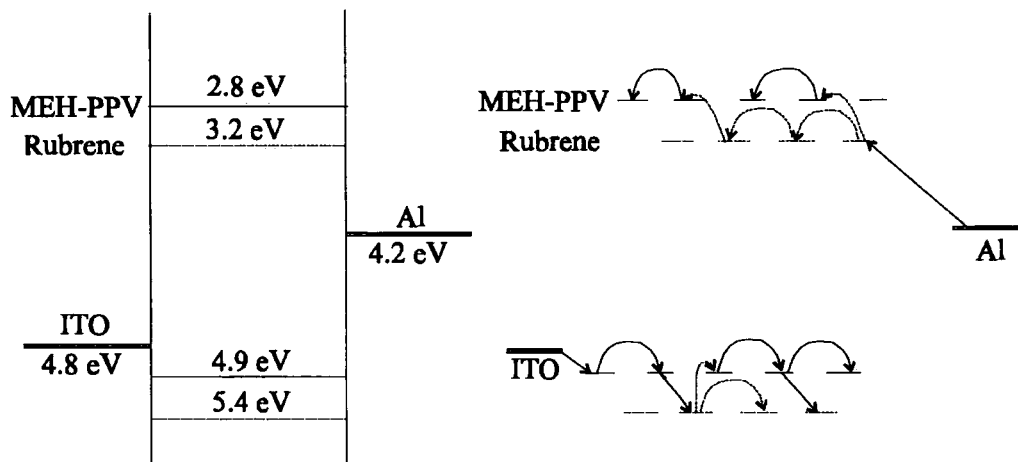 2.8 eV
MEH-PPV
3.2 eV
Rubrene
Al
4.2 eV
ITO
4.8 eV
4.9 eV
5.4 eV
MEH-PPV
Rubrene
Al
ITO